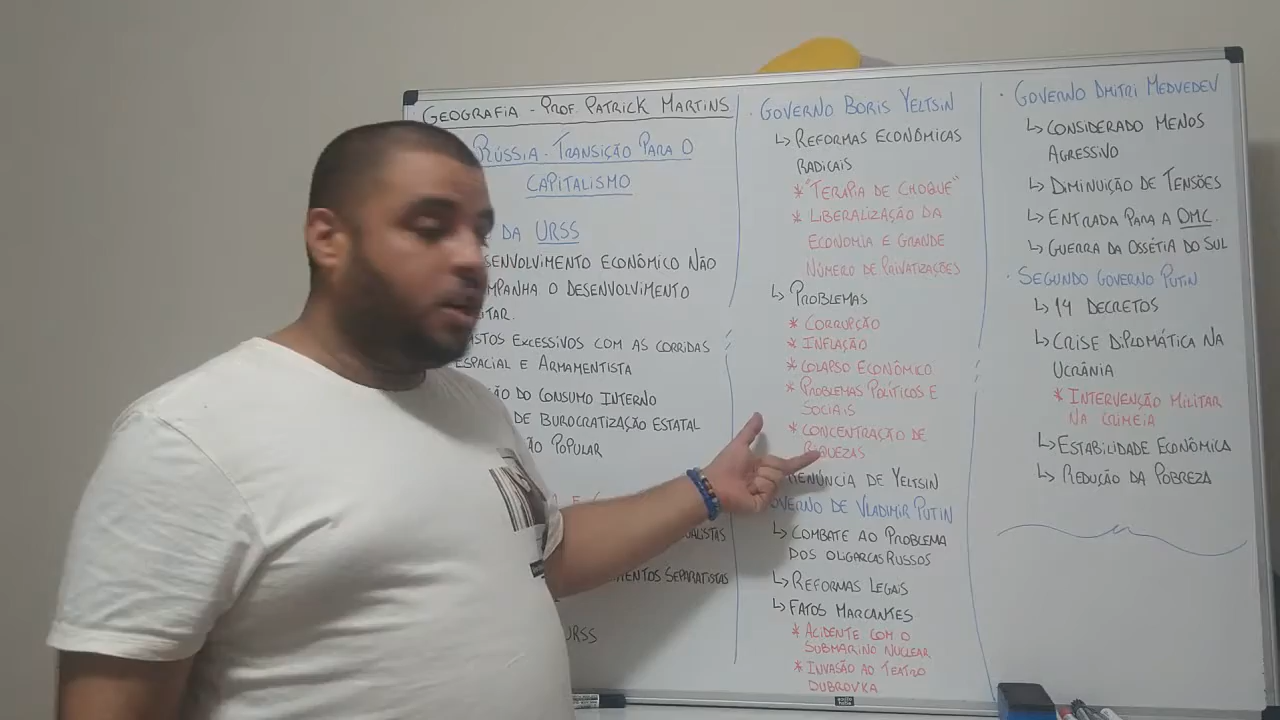 GEOGRAFIA - PROF. PATRICK MARTINS
RÚSSIA - TRANSIÇÃO PARA O
CAPITALISMO
DA URSS
ECONÔMICO NÃO
O DESENVOLVIMENTO
EXCESSIVOS COM AS CORRIDAS
ESPACIAL E ARMAMENTISTA
DO CONSUMO INTERNO
DE BUROCRATIZAÇÃO ESTATAL
POPULAR
E
SEPARATISTAS
URSS
· GOVERNO BORIS YELTSIN
↳ REFORMAS ECONÔMICAS
RADICAIS
* "TERAPIA DE CHOQUE"
* LIBERALIZAÇÃO DA
ECONOMIA E GRANDE
NÚMERO DE PRIVATIZAÇÕES
↳ PROBLEMAS
* CORRUPÇÃO
* INFLAÇÃO
* COLAPSO ECONÔMICO
* PROBLEMAS POLÍTICOS E
SOCIAIS
* CONCENTRAÇÃO DE
RIQUEZAS
RENÚNCIA DE YELTSIN
GOVERNO DE VLADIMIR PUTIN
↳ COMBATE AO PROBLEMA
DOS OLIGARCAS RUSSOS
↳ REFORMAS LEGAIS
↳ FATOS MARCANTES
* ACIDENTE COM O
SUBMARINO NUCLEAR
* INVASÃO AO TEATRO
DUBROVKA
· GOVERNO DMITRI MEDVEDEV
↳ CONSIDERADO MENOS
AGRESSIVO
↳ DIMINUIÇÃO DE TENSÕES
↳ ENTRADA PARA A OMC.
↳ GUERRA DA OSSÉTIA DO SUL
· SEGUNDO GOVERNO PUTIN
↳ 14 DECRETOS
↳ CRISE DIPLOMÁTICA NA
UCRÂNIA
* INTERVENÇÃO MILITAR
NA CRIMEIA
↳ ESTABILIDADE ECONÔMICA
↳ REDUÇÃO DA POBREZA